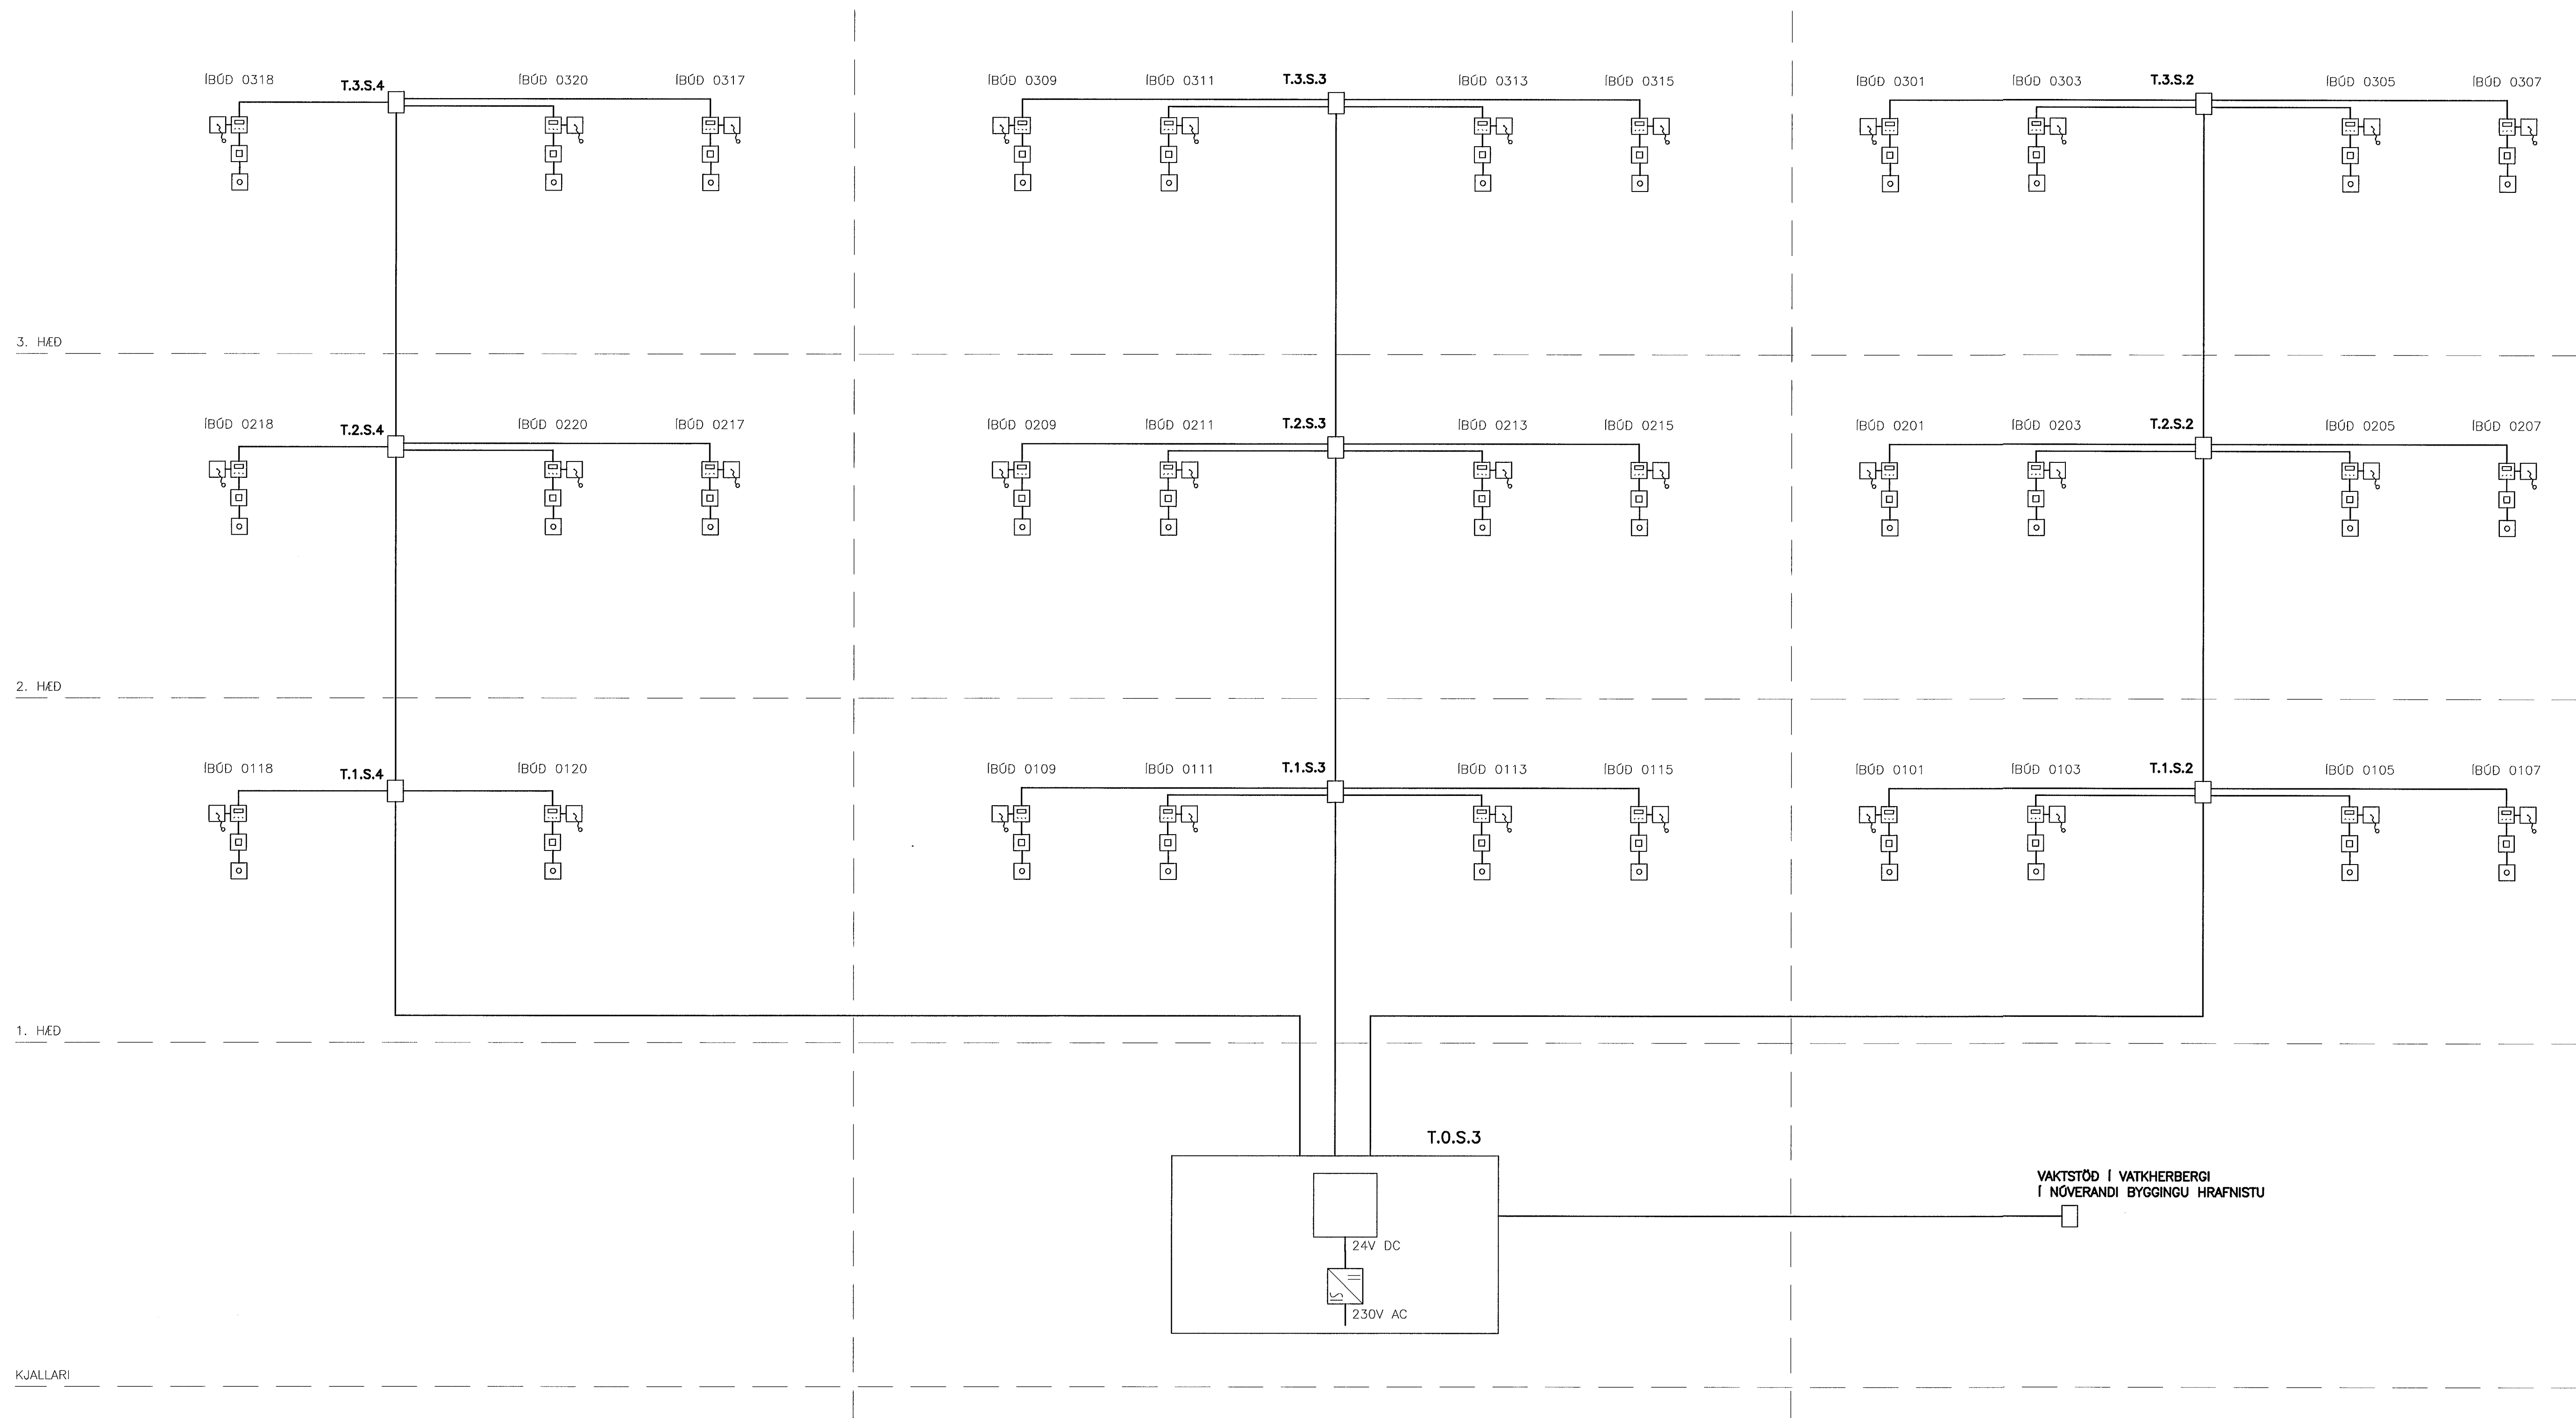 ÍBÚÐ 0318
T.3.S.4
ÍBÚÐ 0320
ÍBÚÐ 0317
ÍBÚÐ 0309
ÍBÚÐ 0311
T.3.S.3
ÍBÚÐ 0313
ÍBÚÐ 0315
ÍBÚÐ 0301
ÍBÚÐ 0303
T.3.S.2
ÍBÚÐ 0305
ÍBÚÐ 0307
3. HÆÐ
ÍBÚÐ 0218
T.2.S.4
ÍBÚÐ 0220
ÍBÚÐ 0217
ÍBÚÐ 0209
ÍBÚÐ 0211
T.2.S.3
ÍBÚÐ 0213
ÍBÚÐ 0215
ÍBÚÐ 0201
ÍBÚÐ 0203
T.2.S.2
ÍBÚÐ 0205
ÍBÚÐ 0207
2. HÆÐ
ÍBÚÐ 0118
T.1.S.4
ÍBÚÐ 0120
ÍBÚÐ 0109
ÍBÚÐ 0111
T.1.S.3
ÍBÚÐ 0113
ÍBÚÐ 0115
ÍBÚÐ 0101
ÍBÚÐ 0103
T.1.S.2
ÍBÚÐ 0105
ÍBÚÐ 0107
1. HÆÐ
T.0.S.3
VAKTSTÖÐ Í VATKHERBERGI
Í NÚVERANDI BYGGINGU HRAFNISTU
24V DC
230V AC
KJALLARI